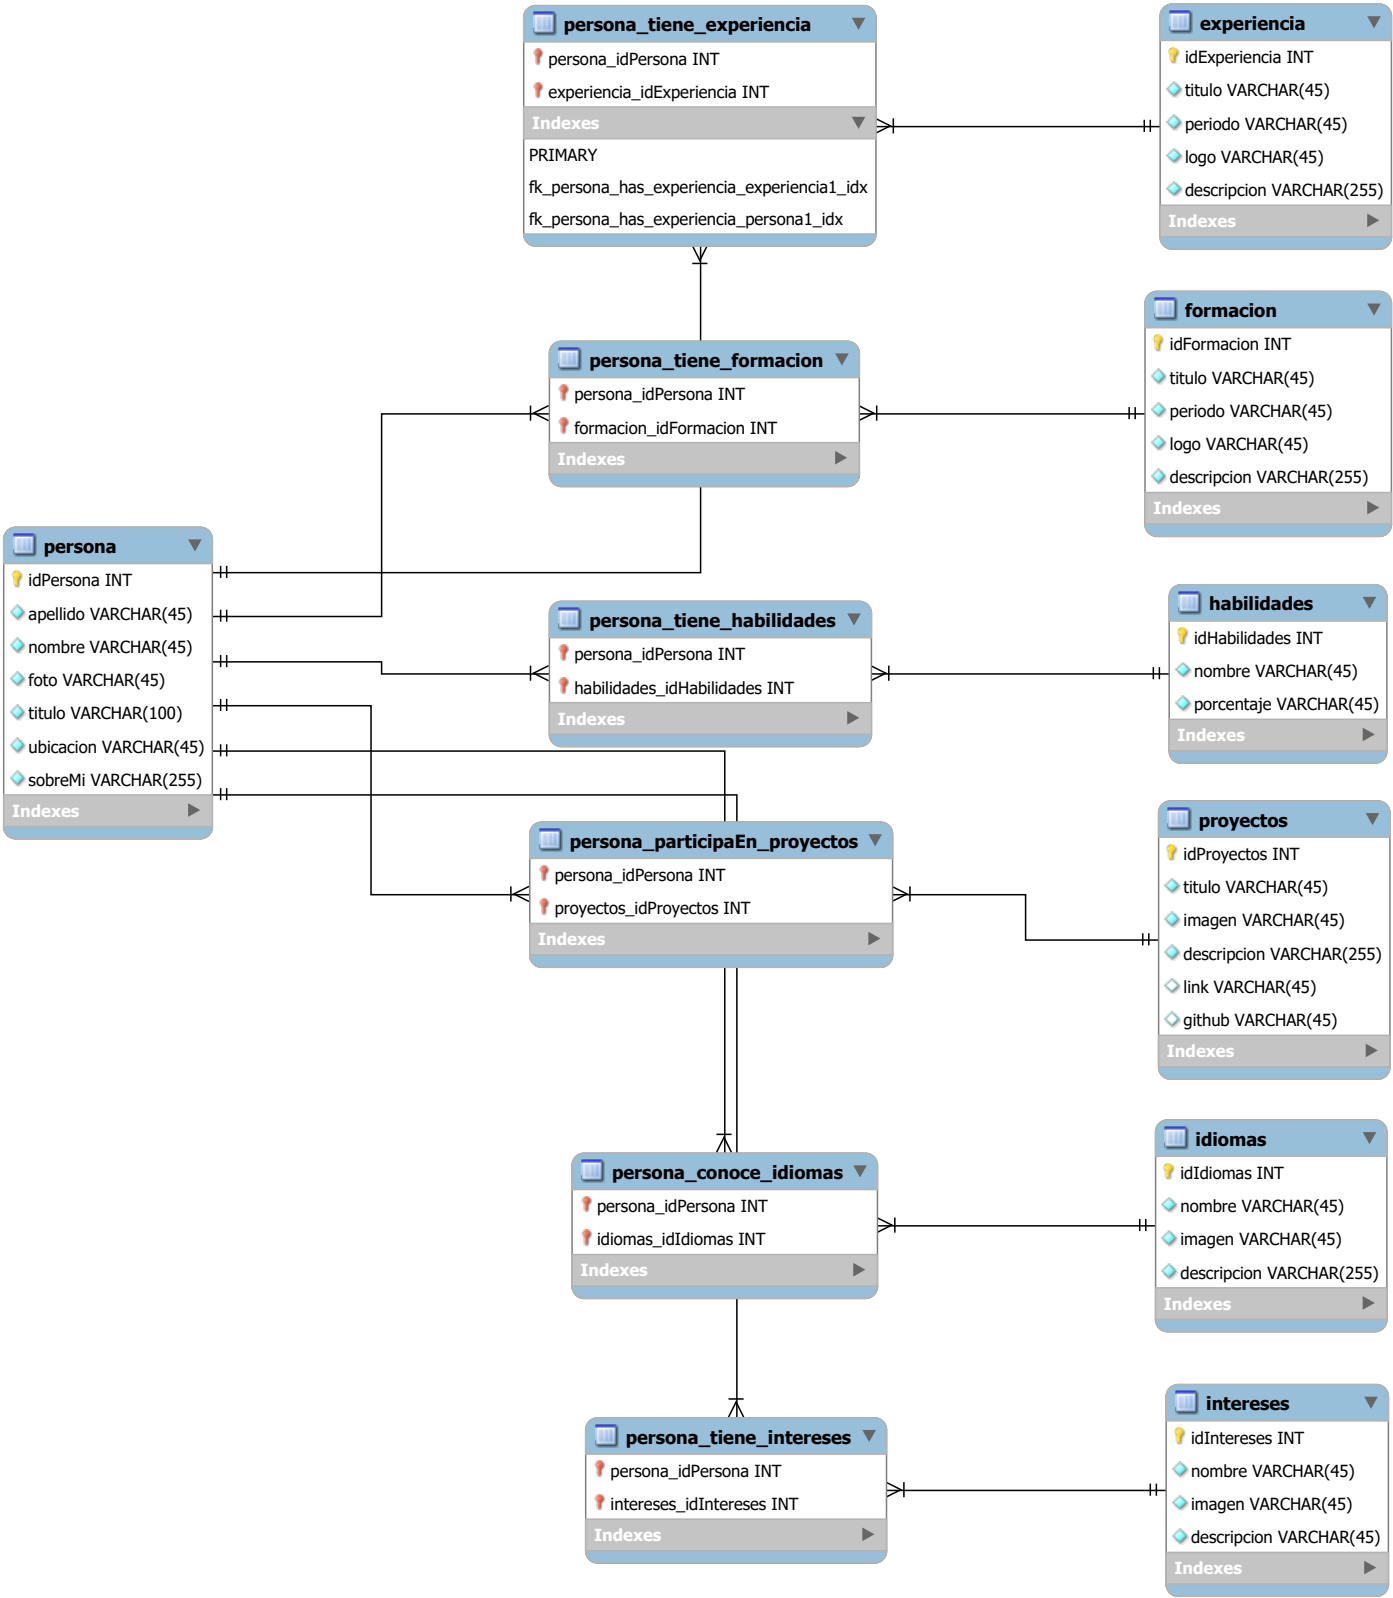 persona_tiene_experiencia
persona_idPersona INT
experiencia_idExperiencia INT
Indexes
PRIMARY
fk_persona_has_experiencia_experiencia1_idx
fk_persona_has_experiencia_persona1_idx
experiencia
idExperiencia INT
titulo VARCHAR(45)
periodo VARCHAR(45)
logo VARCHAR(45)
descripcion VARCHAR(255)
Indexes
persona_tiene_formacion
persona_idPersona INT
formacion_idFormacion INT
Indexes
formacion
idFormacion INT
titulo VARCHAR(45)
periodo VARCHAR(45)
logo VARCHAR(45)
descripcion VARCHAR(255)
Indexes
persona
idPersona INT
apellido VARCHAR(45)
nombre VARCHAR(45)
foto VARCHAR(45)
titulo VARCHAR(100)
ubicacion VARCHAR(45)
sobreMi VARCHAR(255)
Indexes
persona_tiene_habilidades
persona_idPersona INT
habilidades_idHabilidades INT
Indexes
habilidades
idHabilidades INT
nombre VARCHAR(45)
porcentaje VARCHAR(45)
Indexes
persona_participaEn_proyectos
persona_idPersona INT
proyectos_idProyectos INT
Indexes
proyectos
idProyectos INT
titulo VARCHAR(45)
imagen VARCHAR(45)
descripcion VARCHAR(255)
link VARCHAR(45)
github VARCHAR(45)
Indexes
persona_conoce_idiomas
persona_idPersona INT
idiomas_idIdiomas INT
Indexes
idiomas
idIdiomas INT
nombre VARCHAR(45)
imagen VARCHAR(45)
descripcion VARCHAR(255)
Indexes
persona_tiene_intereses
persona_idPersona INT
intereses_idIntereses INT
Indexes
intereses
idIntereses INT
nombre VARCHAR(45)
imagen VARCHAR(45)
descripcion VARCHAR(45)
Indexes